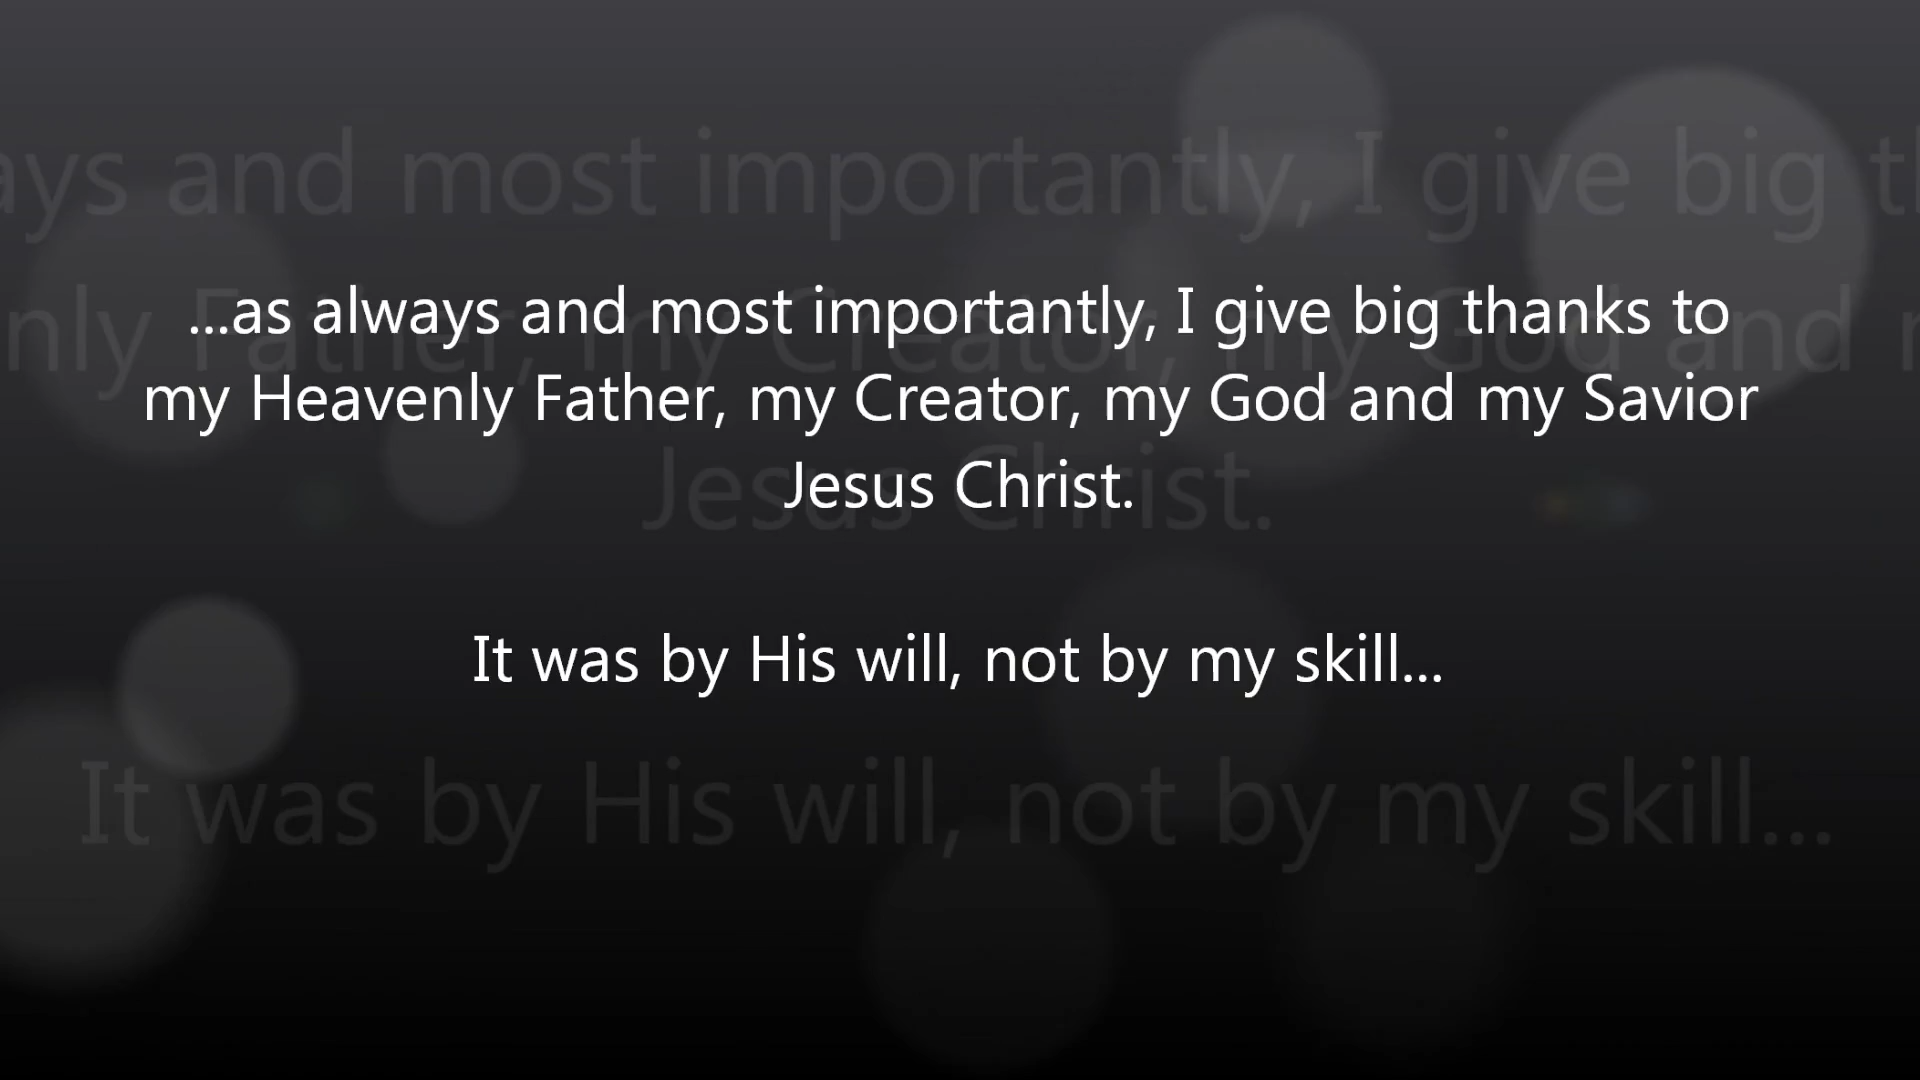 ...as always and most importantly, I give big thanks to
my Heavenly Father, my Creator, my God and my Savior
Jesus Christ.
It was by His will, not by my skill...